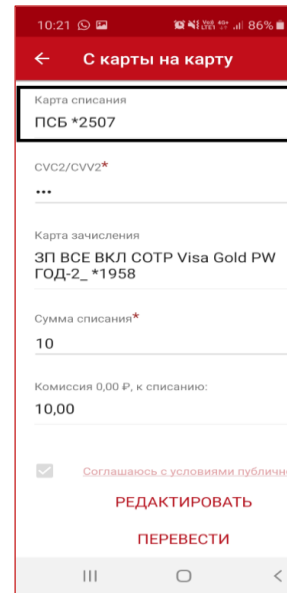 10:21 86%
С карты на карту
Карта списания
ПСБ *2507
CVC2/CVV2*
•••
Карта зачисления
ЗП ВСЕ ВКЛ СОТР Visa Gold PW
ГОД-2_ *1958
Сумма списания*
10
Комиссия 0,00 ₽, к списанию:
10,00
Соглашаюсь с условиями публичн
РЕДАКТИРОВАТЬ
ПЕРЕВЕСТИ